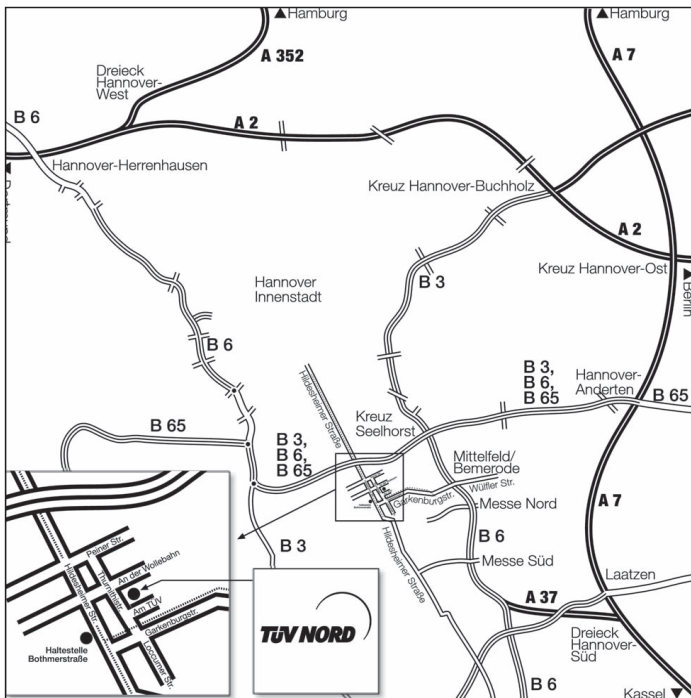 Hamburg
Hamburg
A 352
A 7
Dreieck
Hannover-
West
B 6
A 2
Hannover-Herrenhausen
Kreuz Hannover-Buchholz
A 2
Kreuz Hannover-Ost
Berlin
Hannover
Innenstadt
B 3
B 6
Hildesheimer Straße
B 3,
B 6,
B 65
Hannover-
Anderten
B 65
Kreuz
Seelhorst
B 65
B 3,
B 6,
B 65
Mittelfeld/
Bemerode
Wülfler Str.
Garkenburgstr.
Messe Nord
A 7
B 6
B 3
Hildesheimer Straße
Messe Süd
Laatzen
A 37
Dreieck
Hannover-
Süd
B 6
Kassel
Peiner Str.
An der Wollebahn
Thurnithistr.
Am TÜV
Hildesheimer Str.
Garkenburgstr.
Haltestelle
Bothmerstraße
Loccumer Str.
TÜV NORD